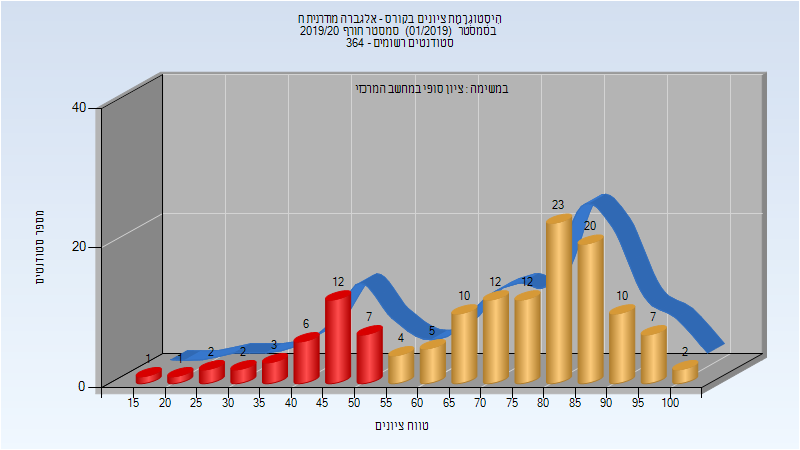 היסטוגרמת ציונים בקורס - אלגברה מודרנית ח
בסמסטר (01/2019) סמסטר חורף 2019/20
סטודנטים רשומים - 364
במשימה : ציון סופי במחשב המרכזי
מספר סטודנטים
40
20
0
1 1 2 2 3 6 12 7 4 5 10 12 12 23 20 10 7 2
15 20 25 30 35 40 45 50 55 60 65 70 75 80 85 90 95 100
טווח ציונים